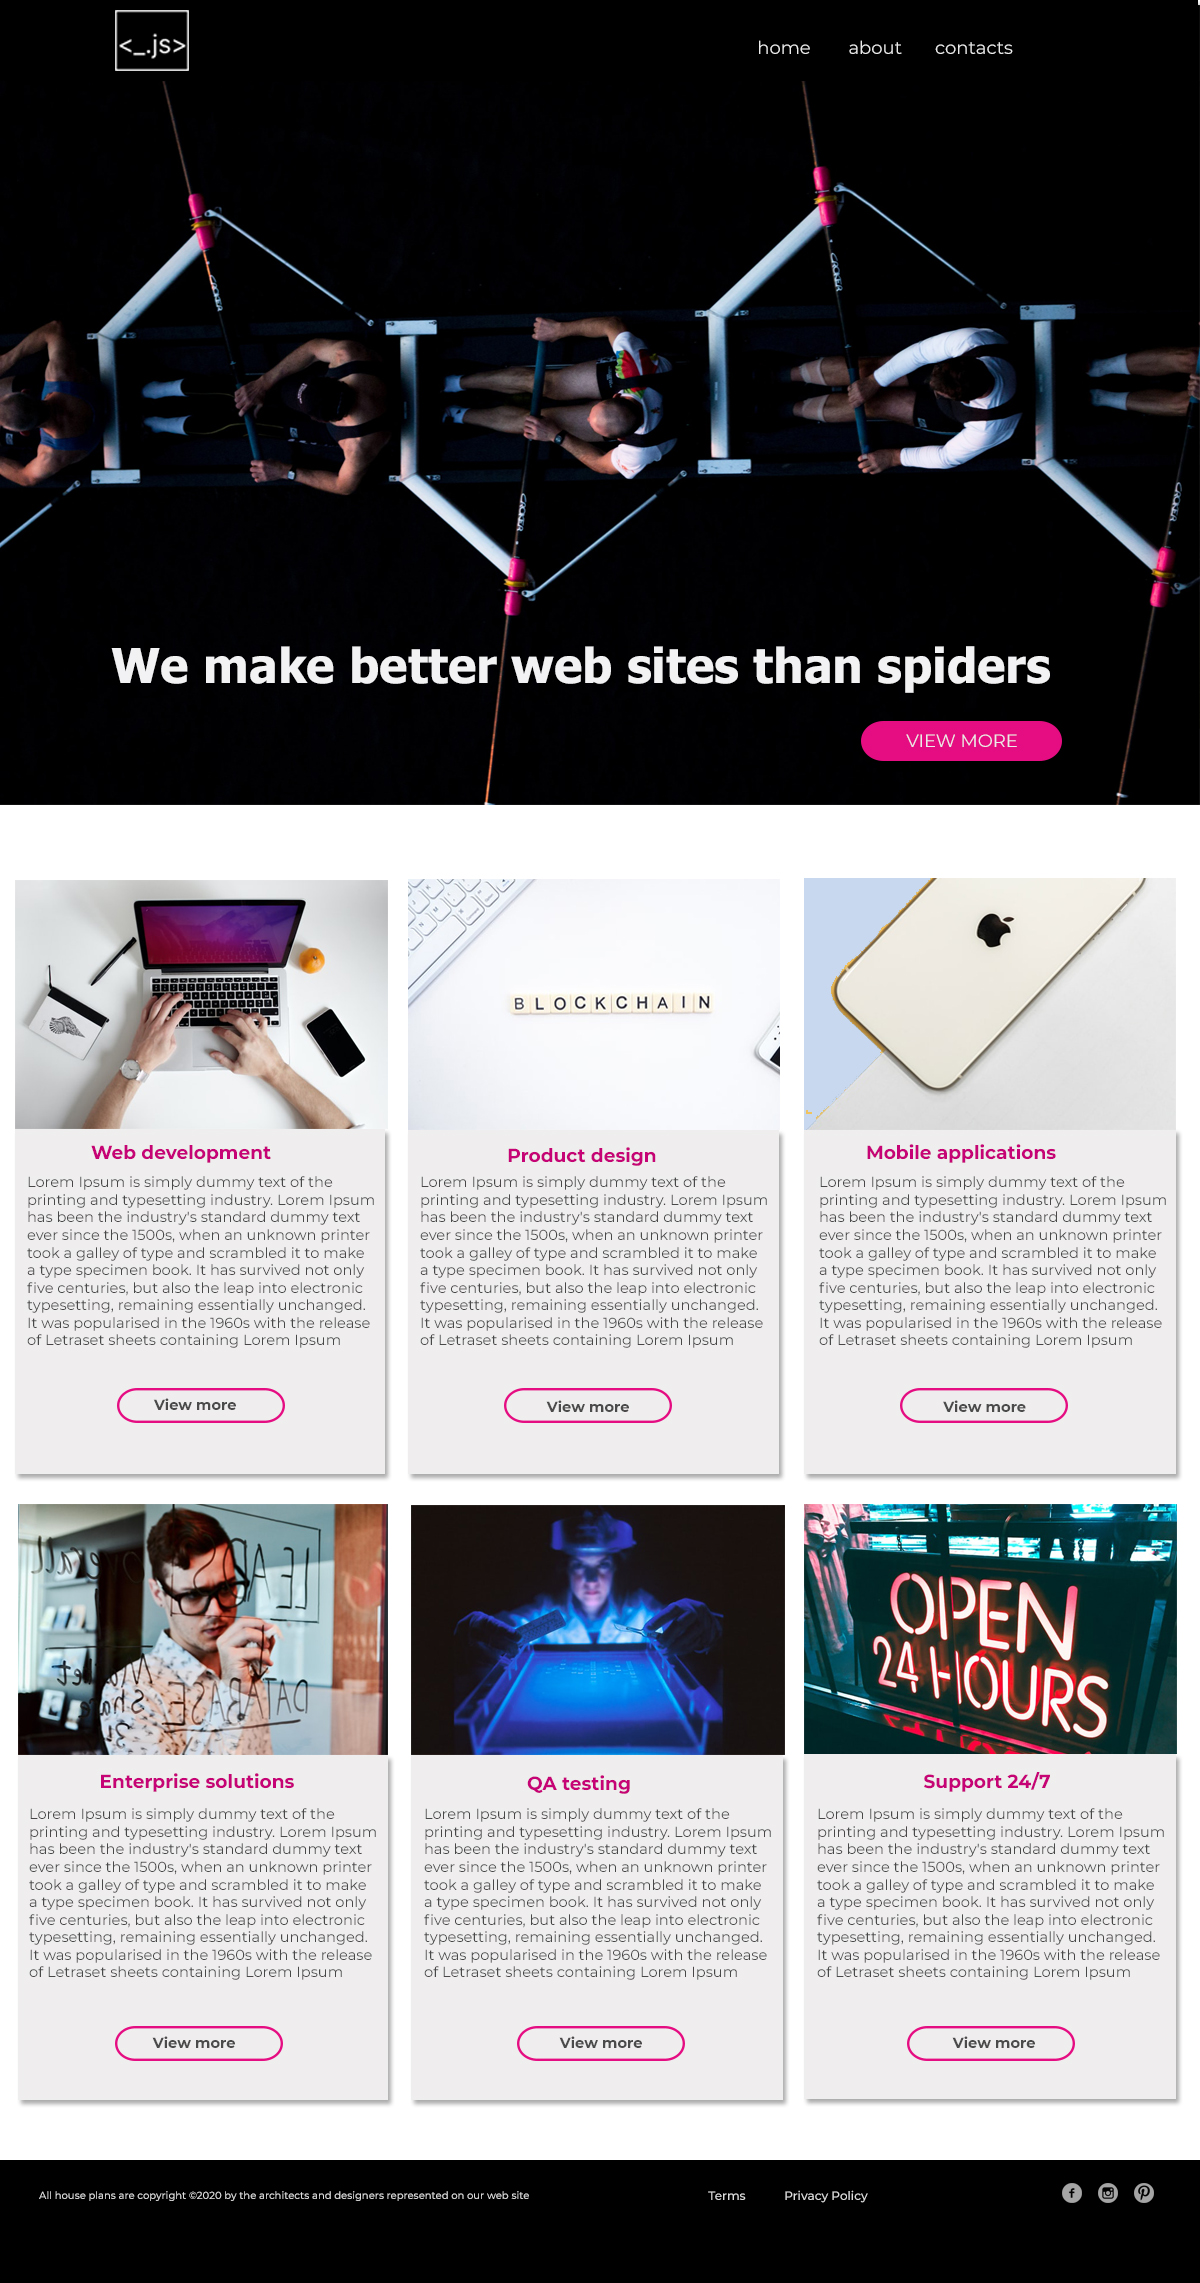 <_.js>
home about contacts
CROKER
CROKER
CROKER
CROKER
We make better web sites than spiders
VIEW MORE
BLOCKCHAIN
Web development
Lorem Ipsum is simply dummy text of the
printing and typesetting industry. Lorem Ipsum
has been the industry's standard dummy text
ever since the 1500s, when an unknown printer
took a galley of type and scrambled it to make
a type specimen book. It has survived not only
five centuries, but also the leap into electronic
typesetting, remaining essentially unchanged.
It was popularised in the 1960s with the release
of Letraset sheets containing Lorem Ipsum
View more
Product design
Lorem Ipsum is simply dummy text of the
printing and typesetting industry. Lorem Ipsum
has been the industry's standard dummy text
ever since the 1500s, when an unknown printer
took a galley of type and scrambled it to make
a type specimen book. It has survived not only
five centuries, but also the leap into electronic
typesetting, remaining essentially unchanged.
It was popularised in the 1960s with the release
of Letraset sheets containing Lorem Ipsum
View more
Mobile applications
Lorem Ipsum is simply dummy text of the
printing and typesetting industry. Lorem Ipsum
has been the industry's standard dummy text
ever since the 1500s, when an unknown printer
took a galley of type and scrambled it to make
a type specimen book. It has survived not only
five centuries, but also the leap into electronic
typesetting, remaining essentially unchanged.
It was popularised in the 1960s with the release
of Letraset sheets containing Lorem Ipsum
View more
overall
Market
Share
DATABASE
DATABASE
OPEN
24 HOURS
Enterprise solutions
Lorem Ipsum is simply dummy text of the
printing and typesetting industry. Lorem Ipsum
has been the industry's standard dummy text
ever since the 1500s, when an unknown printer
took a galley of type and scrambled it to make
a type specimen book. It has survived not only
five centuries, but also the leap into electronic
typesetting, remaining essentially unchanged.
It was popularised in the 1960s with the release
of Letraset sheets containing Lorem Ipsum
View more
QA testing
Lorem Ipsum is simply dummy text of the
printing and typesetting industry. Lorem Ipsum
has been the industry's standard dummy text
ever since the 1500s, when an unknown printer
took a galley of type and scrambled it to make
a type specimen book. It has survived not only
five centuries, but also the leap into electronic
typesetting, remaining essentially unchanged.
It was popularised in the 1960s with the release
of Letraset sheets containing Lorem Ipsum
View more
Support 24/7
Lorem Ipsum is simply dummy text of the
printing and typesetting industry. Lorem Ipsum
has been the industry's standard dummy text
ever since the 1500s, when an unknown printer
took a galley of type and scrambled it to make
a type specimen book. It has survived not only
five centuries, but also the leap into electronic
typesetting, remaining essentially unchanged.
It was popularised in the 1960s with the release
of Letraset sheets containing Lorem Ipsum
View more
All house plans are copyright ©2020 by the architects and designers represented on our web site
Terms Privacy Policy